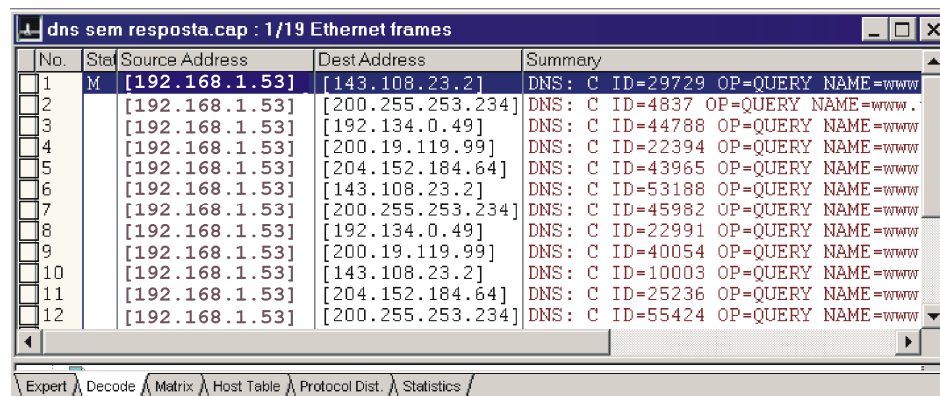 dns sem resposta.cap : 1/19 Ethernet frames
No. Stat Source Address Dest Address Summary
1 M [192.168.1.53] [143.108.23.2] DNS: C ID=29729 OP=QUERY NAME=www
2 [192.168.1.53] [200.255.253.234] DNS: C ID=4837 OP=QUERY NAME=www.
3 [192.168.1.53] [192.134.0.49] DNS: C ID=44788 OP=QUERY NAME=www
4 [192.168.1.53] [200.19.119.99] DNS: C ID=22394 OP=QUERY NAME=www
5 [192.168.1.53] [204.152.184.64] DNS: C ID=43965 OP=QUERY NAME=www
6 [192.168.1.53] [143.108.23.2] DNS: C ID=53188 OP=QUERY NAME=www
7 [192.168.1.53] [200.255.253.234] DNS: C ID=45982 OP=QUERY NAME=www
8 [192.168.1.53] [192.134.0.49] DNS: C ID=22991 OP=QUERY NAME=www
9 [192.168.1.53] [200.19.119.99] DNS: C ID=40054 OP=QUERY NAME=www
10 [192.168.1.53] [143.108.23.2] DNS: C ID=10003 OP=QUERY NAME=www
11 [192.168.1.53] [204.152.184.64] DNS: C ID=25236 OP=QUERY NAME=www
12 [192.168.1.53] [200.255.253.234] DNS: C ID=55424 OP=QUERY NAME=www
Expert Decode Matrix Host Table Protocol Dist. Statistics